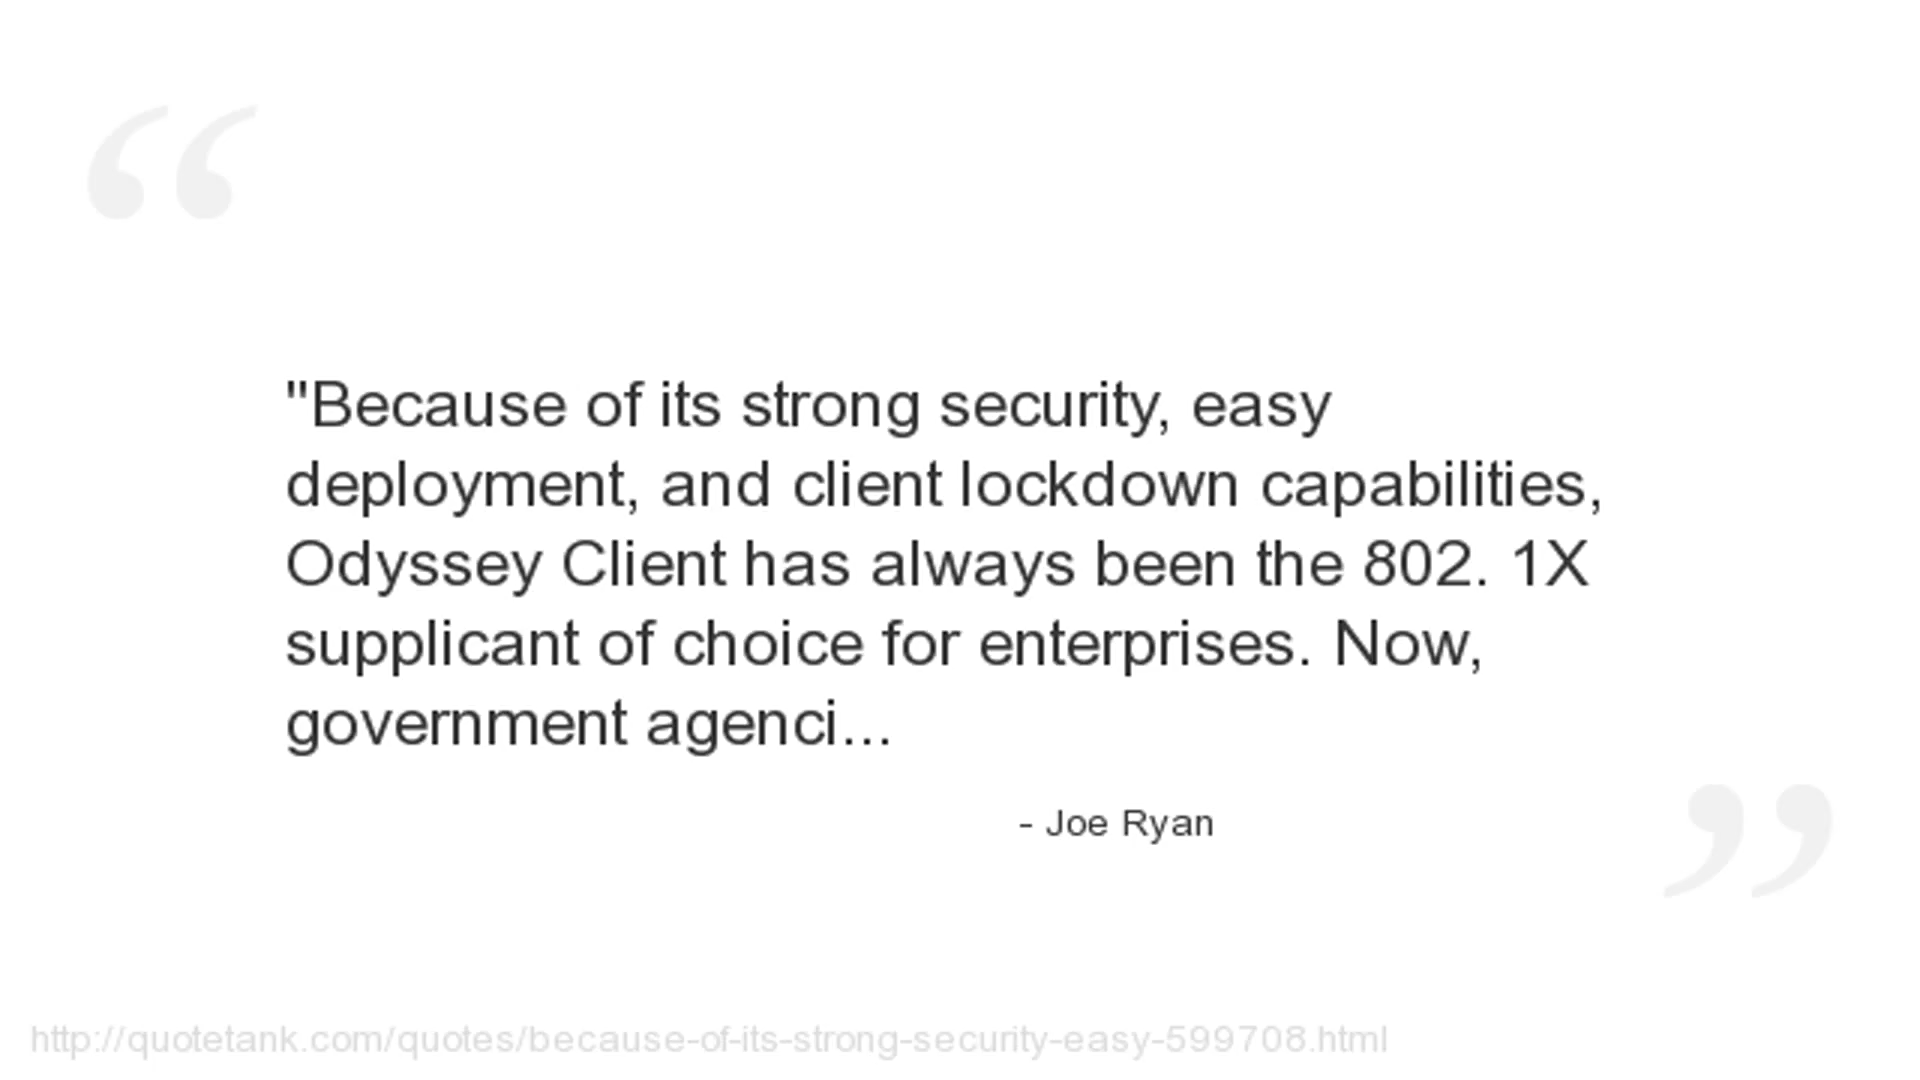 "Because of its strong security, easy
deployment, and client lockdown capabilities,
Odyssey Client has always been the 802. 1X
supplicant of choice for enterprises. Now,
government agenci...
- Joe Ryan
http://quotetank.com/quotes/because-of-its-strong-security-easy-599708.html